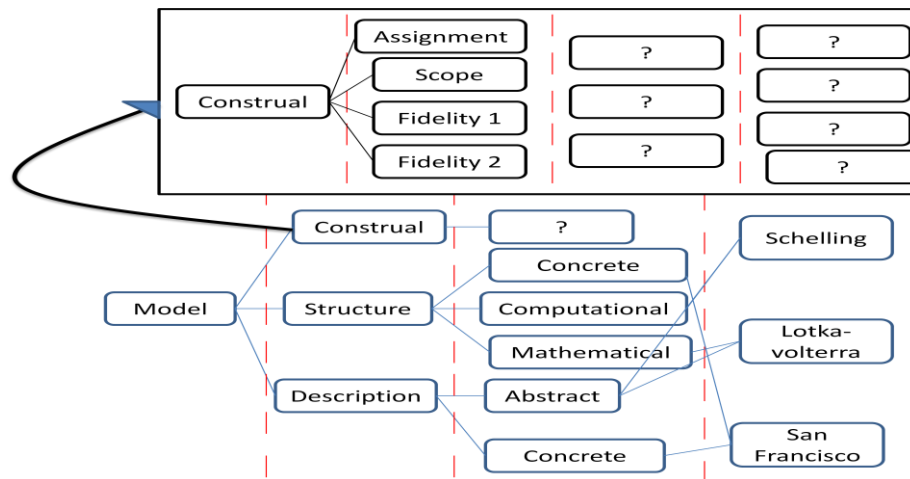 Assignment
?
?
Scope
?
Construal
?
Fidelity 1
?
?
Fidelity 2
?
?
Construal
?
Schelling
Concrete
Model
Structure
Computational
Lotka-
volterra
Mathematical
Description
Abstract
San
Francisco
Concrete